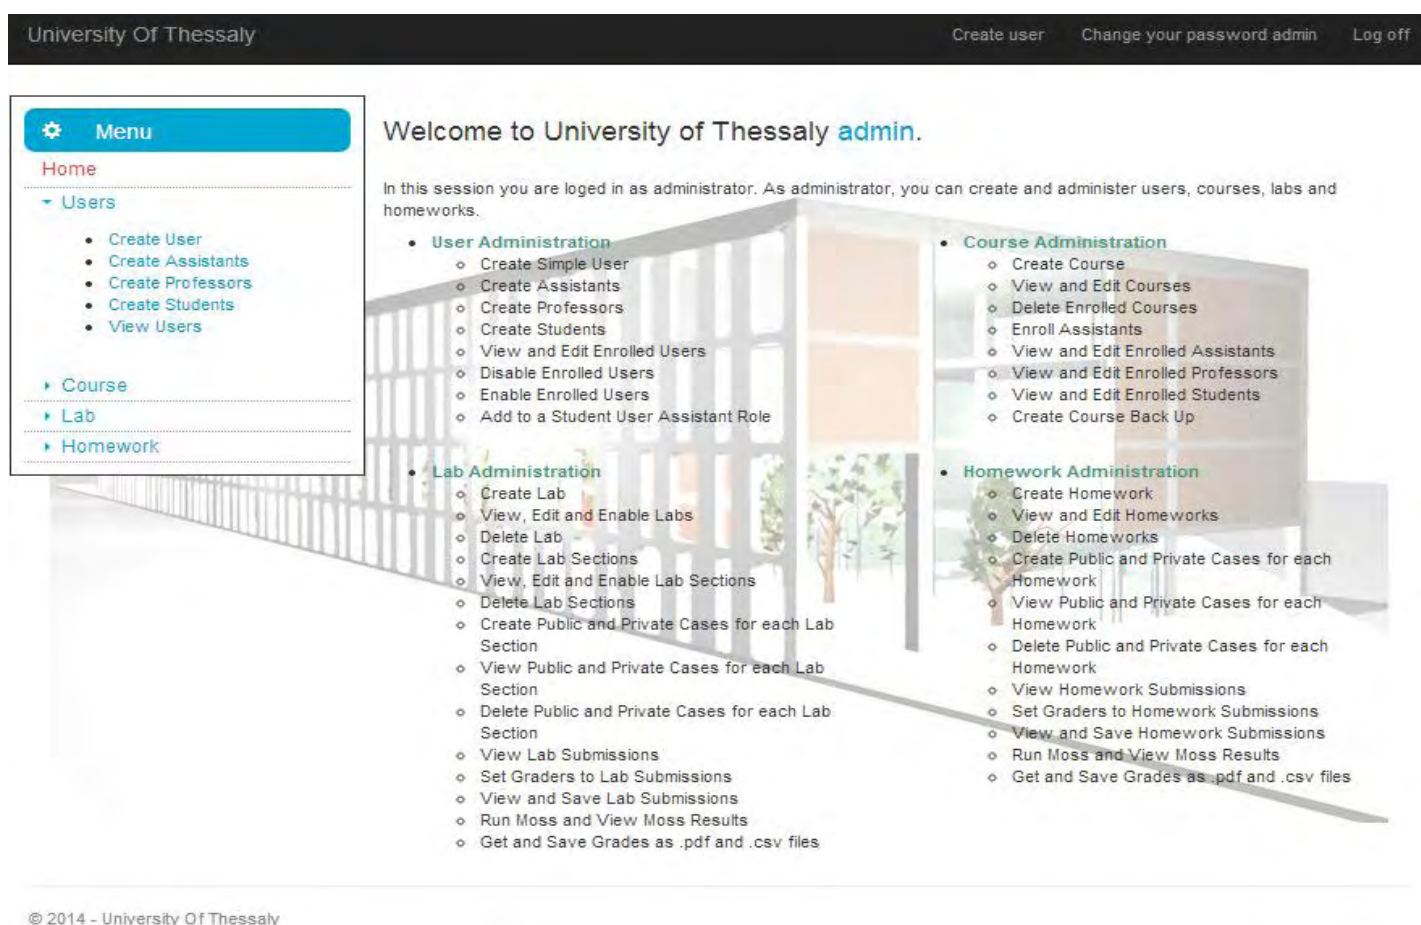 University Of Thessaly
Create user
Change your password admin
Log off
Menu
Home
Users
Create User
Create Assistants
Create Professors
Create Students
View Users
Course
Lab
Homework
Welcome to University of Thessaly admin.
In this session you are loged in as administrator. As administrator, you can create and administer users, courses, labs and
homeworks.
User Administration
Create Simple User
Create Assistants
Create Professors
Create Students
View and Edit Enrolled Users
Disable Enrolled Users
Enable Enrolled Users
Add to a Student User Assistant Role
Course Administration
Create Course
View and Edit Courses
Delete Enrolled Courses
Enroll Assistants
View and Edit Enrolled Assistants
View and Edit Enrolled Professors
View and Edit Enrolled Students
Create Course Back Up
Lab Administration
Create Lab
View, Edit and Enable Labs
Delete Lab
Create Lab Sections
View, Edit and Enable Lab Sections
Delete Lab Sections
Create Public and Private Cases for each Lab
Section
View Public and Private Cases for each Lab
Section
Delete Public and Private Cases for each Lab
Section
View Lab Submissions
Set Graders to Lab Submissions
View and Save Lab Submissions
Run Moss and View Moss Results
Get and Save Grades as .pdf and .csv files
Homework Administration
Create Homework
View and Edit Homeworks
Delete Homeworks
Create Public and Private Cases for each
Homework
View Public and Private Cases for each
Homework
Delete Public and Private Cases for each
Homework
View Homework Submissions
Set Graders to Homework Submissions
View and Save Homework Submissions
Run Moss and View Moss Results
Get and Save Grades as .pdf and .csv files
© 2014 - University Of Thessaly